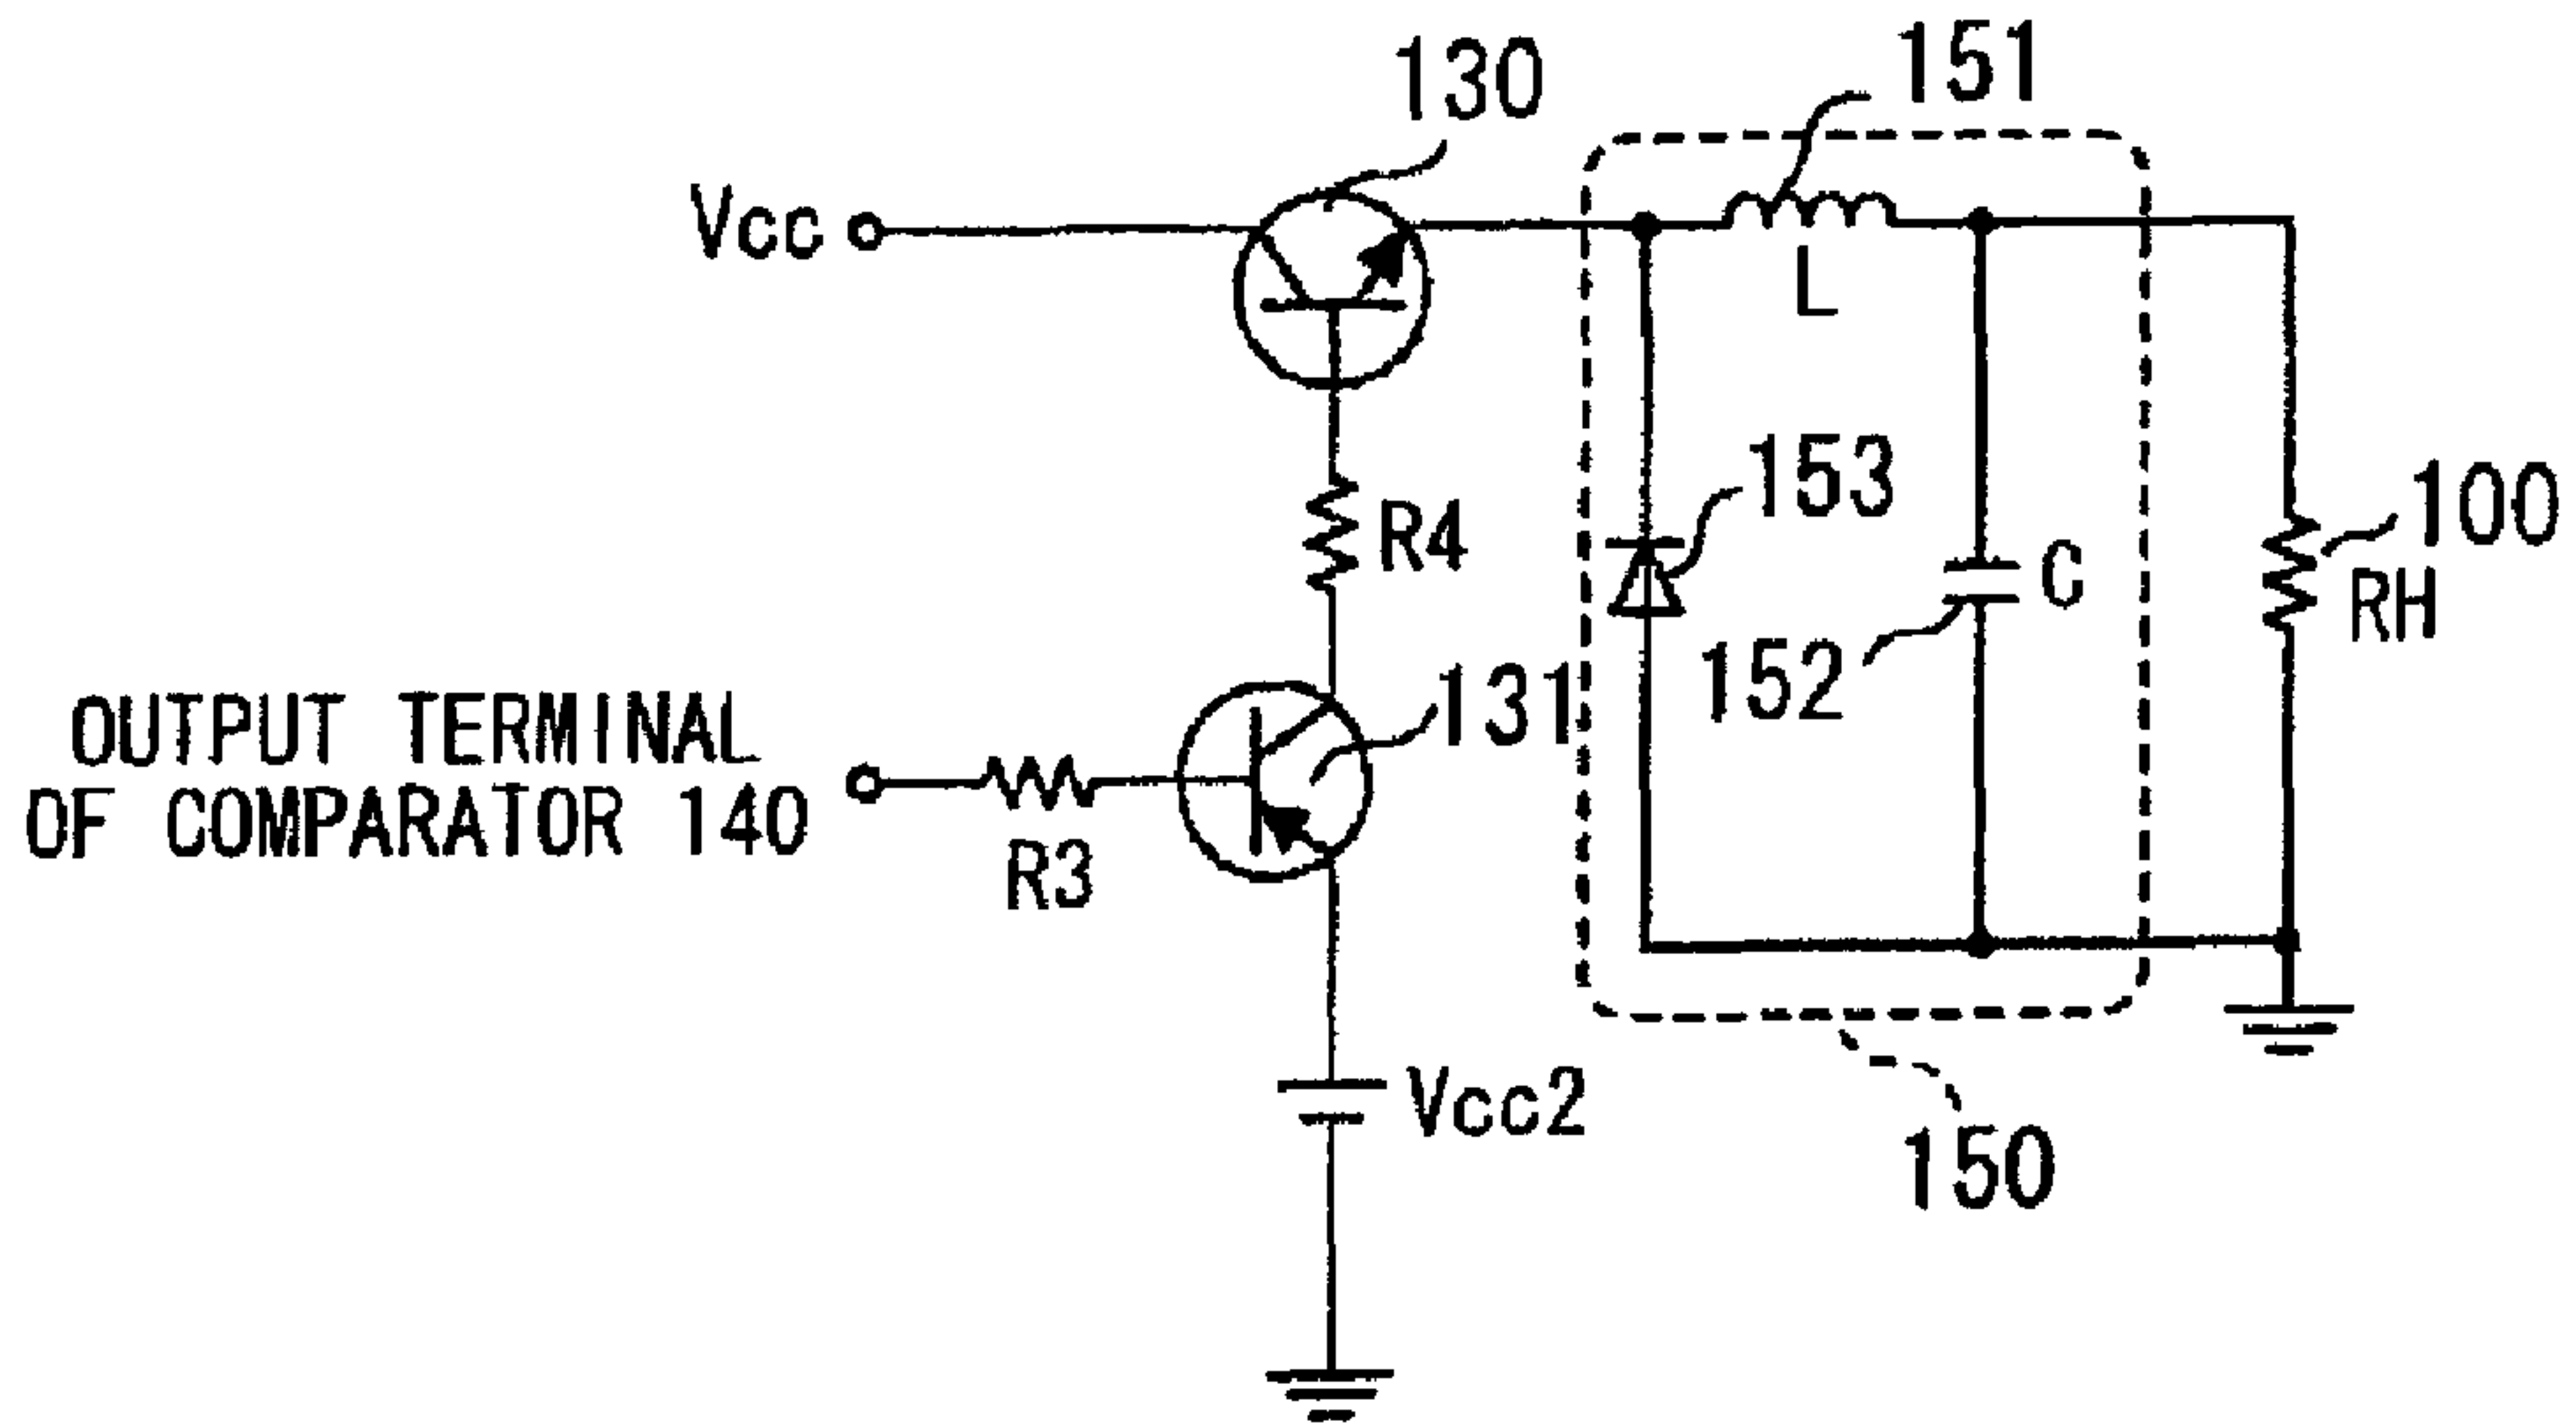 130
151
Vcc
L
153
100
R4
C
RH
152
131
OUTPUT TERMINAL
OF COMPARATOR 140
R3
Vcc2
150